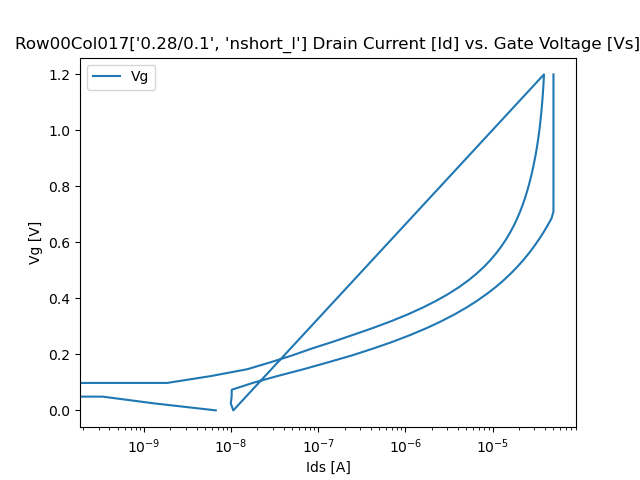 Row00Col017['0.28/0.1', 'nshort_l'] Drain Current [Id] vs. Gate Voltage [Vs]
Vg
1.2
1.0
0.8
0.6
0.4
0.2
0.0
Vg [V]
10⁻⁹ 10⁻⁸ 10⁻⁷ 10⁻⁶ 10⁻⁵
Ids [A]